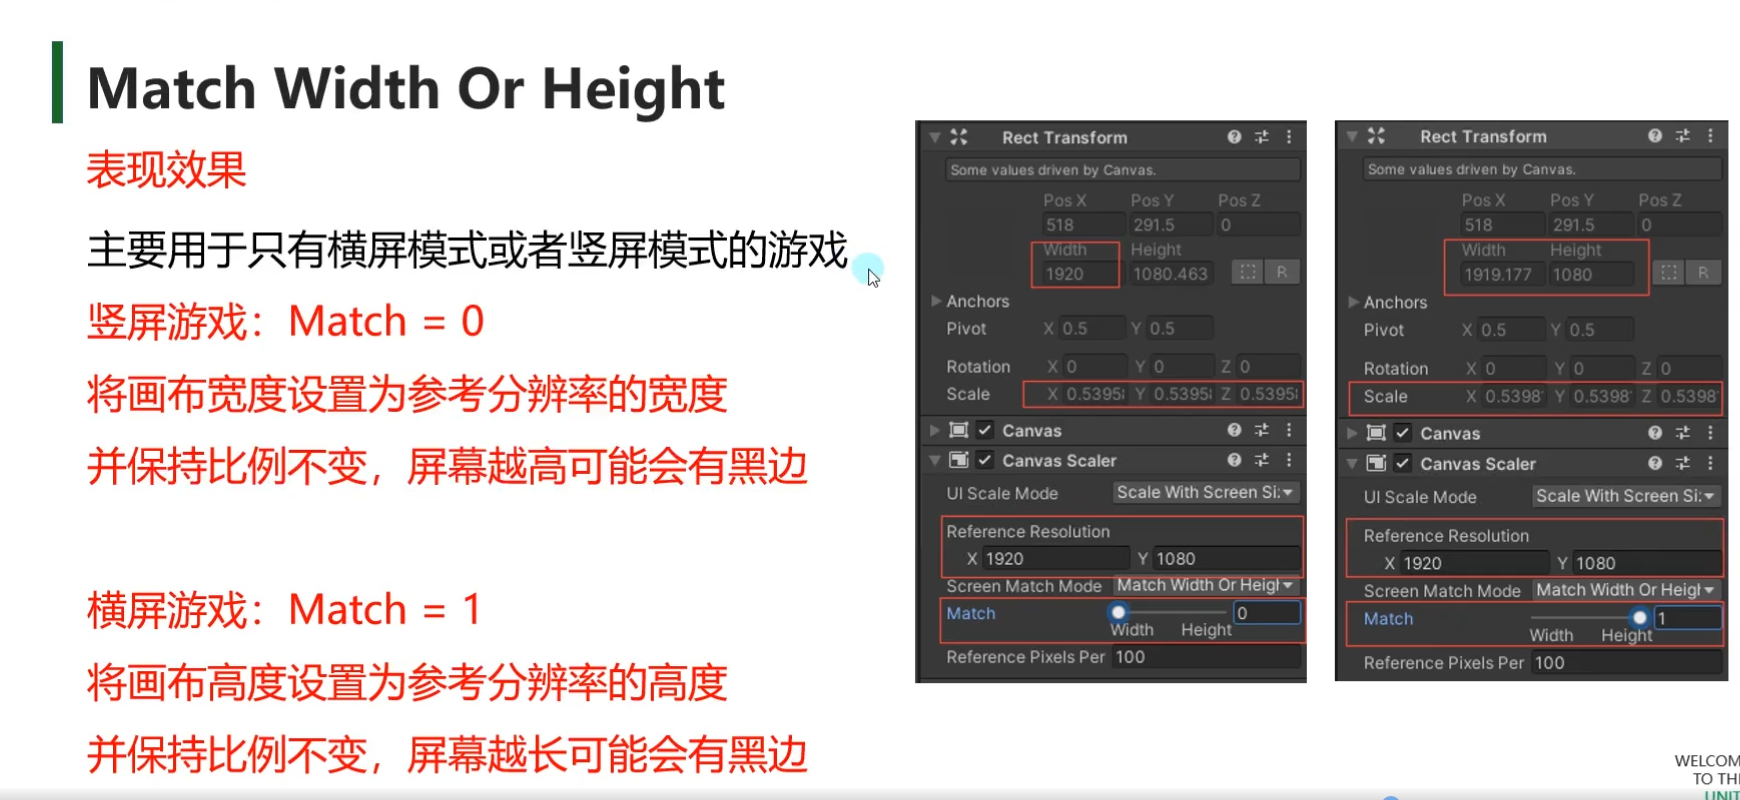 Match Width Or Height
表现效果
主要用于只有横屏模式或者竖屏模式的游戏
竖屏游戏：Match = 0
将画布宽度设置为参考分辨率的宽度
并保持比例不变，屏幕越高可能会有黑边
横屏游戏：Match = 1
将画布高度设置为参考分辨率的高度
并保持比例不变，屏幕越长可能会有黑边
Rect Transform
Some values driven by Canvas.
Pos X Pos Y Pos Z
518 291.5 0
Width Height
1920 1080.463 R
Anchors
Pivot X 0.5 Y 0.5
Rotation X 0 Y 0 Z 0
Scale X 0.5395 Y 0.5395 Z 0.5395
Canvas
Canvas Scaler
UI Scale Mode Scale With Screen Si
Reference Resolution
X 1920 Y 1080
Screen Match Mode Match Width Or Heigh
Match 0
Width Height
Reference Pixels Per 100
Rect Transform
Some values driven by Canvas.
Pos X Pos Y Pos Z
518 291.5 0
Width Height
1919.177 1080 R
Anchors
Pivot X 0.5 Y 0.5
Rotation X 0 Y 0 Z 0
Scale X 0.5398 Y 0.5398 Z 0.5398
Canvas
Canvas Scaler
UI Scale Mode Scale With Screen Si
Reference Resolution
X 1920 Y 1080
Screen Match Mode Match Width Or Heigh
Match 1
Width Height
Reference Pixels Per 100
WELCOM
TO TH
UNIT